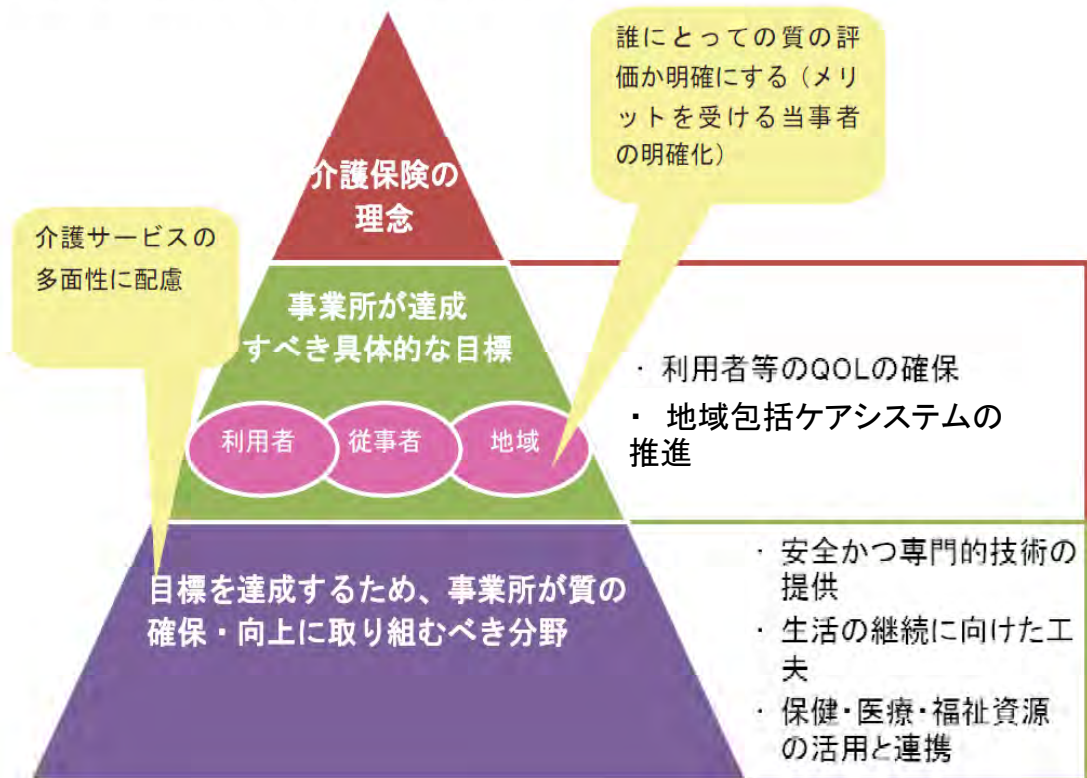 誰にとっての質の評
価か明確にする（メリ
ットを受ける当事者
の明確化）
介護保険の
理念
介護サービスの
多面性に配慮
事業所が達成
すべき具体的な目標
・ 利用者等のQOLの確保
・ 地域包括ケアシステムの
推進
利用者
従事者
地域
目標を達成するため、事業所が質の
確保・向上に取り組むべき分野
・ 安全かつ専門的技術の
提供
・ 生活の継続に向けた工
夫
・ 保健・医療・福祉資源
の活用と連携